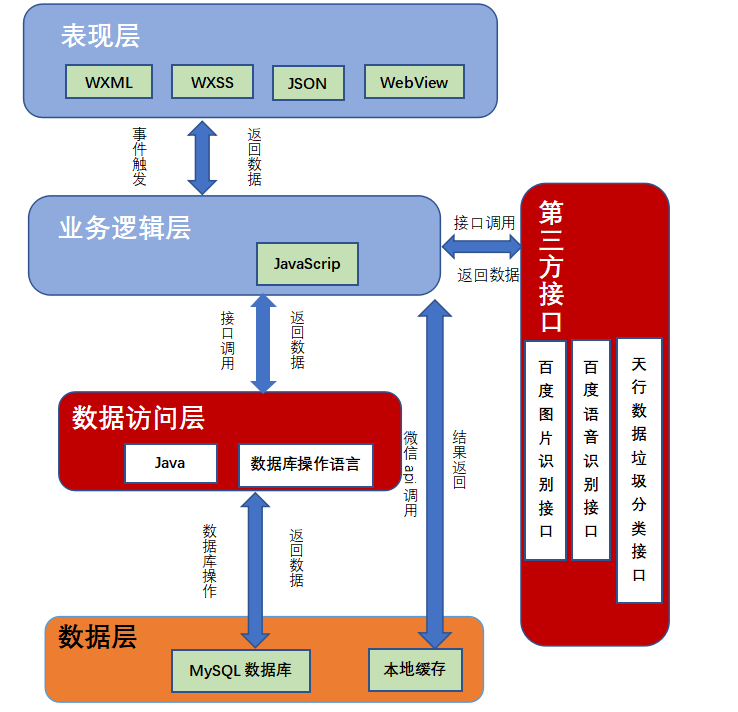 表现层
WXML
WXSS
JSON
WebView
事件触发
返回数据
业务逻辑层
JavaScrip
接口调用
返回数据
第三方接口
百度图片识别接口
百度语音识别接口
天行数据垃圾分类接口
接口调用
返回数据
数据访问层
Java
数据库操作语言
微信 api 调用
结果返回
数据库操作
返回数据
数据层
MySQL 数据库
本地缓存